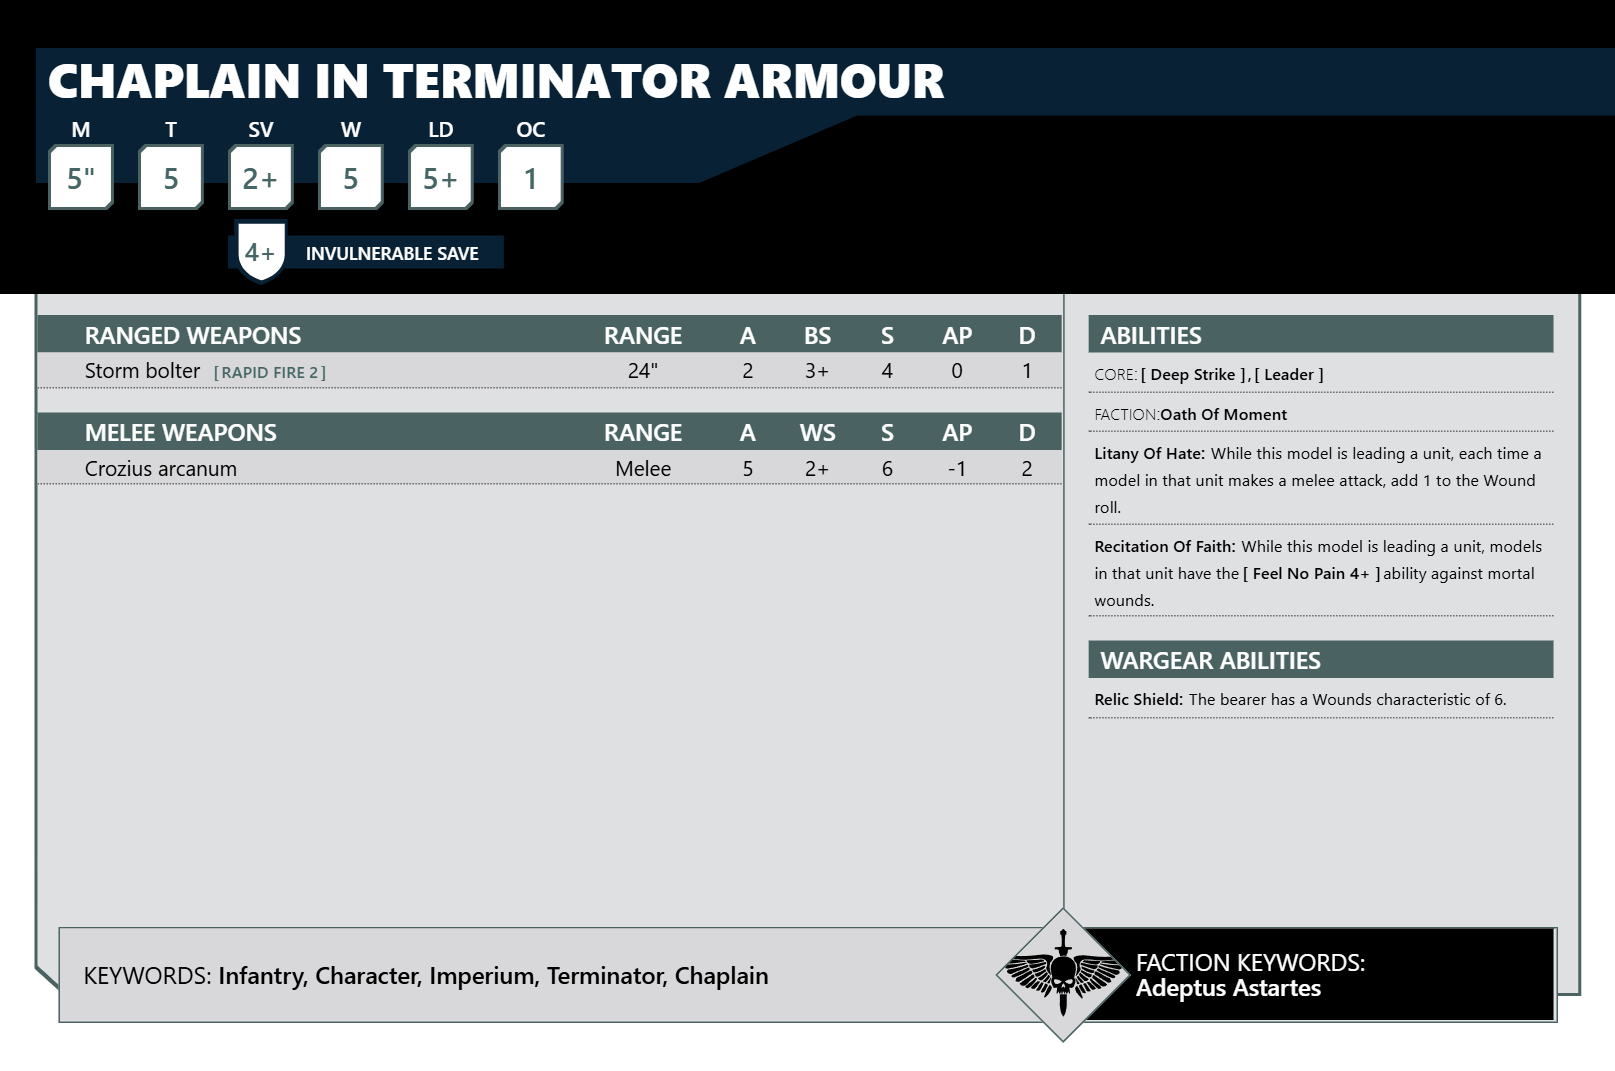 CHAPLAIN IN TERMINATOR ARMOUR
M T SV W LD OC
5" 5 2+ 5 5+ 1
4+ INVULNERABLE SAVE
RANGED WEAPONS RANGE A BS S AP D
Storm bolter [RAPID FIRE 2] 24" 2 3+ 4 0 1
MELEE WEAPONS RANGE A WS S AP D
Crozius arcanum Melee 5 2+ 6 -1 2
ABILITIES
CORE: [ Deep Strike ], [ Leader ]
FACTION:Oath Of Moment
Litany Of Hate: While this model is leading a unit, each time a
model in that unit makes a melee attack, add 1 to the Wound
roll.
Recitation Of Faith: While this model is leading a unit, models
in that unit have the [ Feel No Pain 4+ ] ability against mortal
wounds.
WARGEAR ABILITIES
Relic Shield: The bearer has a Wounds characteristic of 6.
KEYWORDS: Infantry, Character, Imperium, Terminator, Chaplain
FACTION KEYWORDS:
Adeptus Astartes